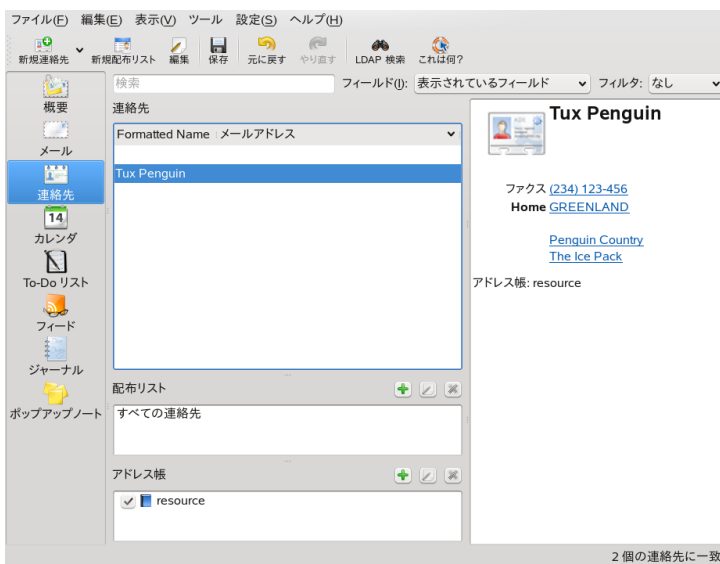 ファイル(F) 編集(E) 表示(V) ツール 設定(S) ヘルプ(H)
新規連絡先 新規配布リスト 編集 保存 元に戻す やり直す LDAP 検索 これは何?
検索 フィールド(I): 表示されているフィールド フィルタ: なし
概要
メール
連絡先
14
カレンダ
To-Do リスト
フィード
ジャーナル
ポップアップノート
連絡先
Formatted Name メールアドレス
Tux Penguin
配布リスト
すべての連絡先
アドレス帳
resource
Tux Penguin
ファクス (234) 123-456
Home GREENLAND
Penguin Country
The Ice Pack
アドレス帳: resource
2 個の連絡先に一致